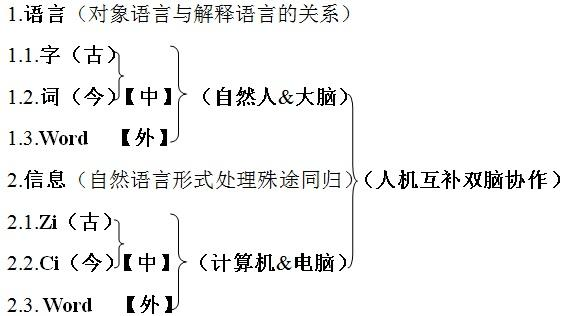 1.语言（对象语言与解释语言的关系）
1.1.字（古）
1.2.词（今）【中】 （自然人&大脑）
1.3.Word 【外】
2.信息（自然语言形式处理殊途同归）（人机互补双脑协作）
2.1.Zi（古）
2.2.Ci（今）【中】 （计算机&电脑）
2.3. Word 【外】